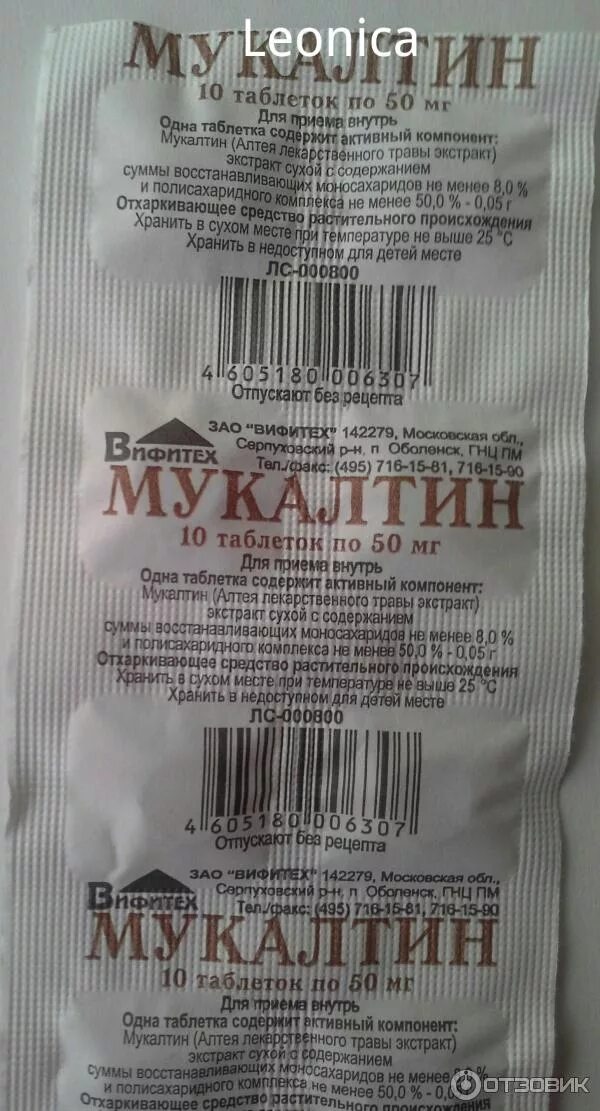 Leonica
МУКАЛТИН
10 таблеток по 50 мг
Для приема внутрь
Одна таблетка содержит активный компонент:
Мукалтин (Алтея лекарственного травы экстракт)
экстракт сухой с содержанием
суммы восстанавливающих моносахаридов не менее 8,0 %
и полисахаридного комплекса не менее 50,0 % - 0,05 г
Отхаркивающее средство растительного происхождения
Хранить в сухом месте при температуре не выше 25 °С
Хранить в недоступном для детей месте
ЛС-000800
4 605180 006307
Отпускают без рецепта
ВИФИТЕХ
ЗАО "ВИФИТЕХ" 142279, Московская обл.,
Серпуховский р-н, п Оболенск, ГНЦ ПМ
Тел./факс: (495) 716-15-81, 716-15-90
МУКАЛТИН
10 таблеток по 50 мг
Для приема внутрь
Одна таблетка содержит активный компонент:
Мукалтин (Алтея лекарственного травы экстракт)
экстракт сухой с содержанием
суммы восстанавливающих моносахаридов не менее 8,0 %
и полисахаридного комплекса не менее 50,0 % - 0,05 г
Отхаркивающее средство растительного происхождения
Хранить в сухом месте при температуре не выше 25 °С
Хранить в недоступном для детей месте
ЛС-000800
4 605180 006307
Отпускают без рецепта
ВИФИТЕХ
ЗАО "ВИФИТЕХ" 142279, Московская обл.,
Серпуховский р-н, п Оболенск, ГНЦ ПМ
Тел./факс: (495) 716-15-81, 716-15-90
МУКАЛТИН
10 таблеток по 50 мг
Для приема внутрь
Одна таблетка содержит активный компонент:
Мукалтин (Алтея лекарственного травы экстракт)
экстракт сухой с содержанием
суммы восстанавливающих моносахаридов не менее 8,0 %
и полисахаридного комплекса не менее 50,0 % - 0,05 г
Отхаркивающее средство растительного происхождения
ОТЗОВИК